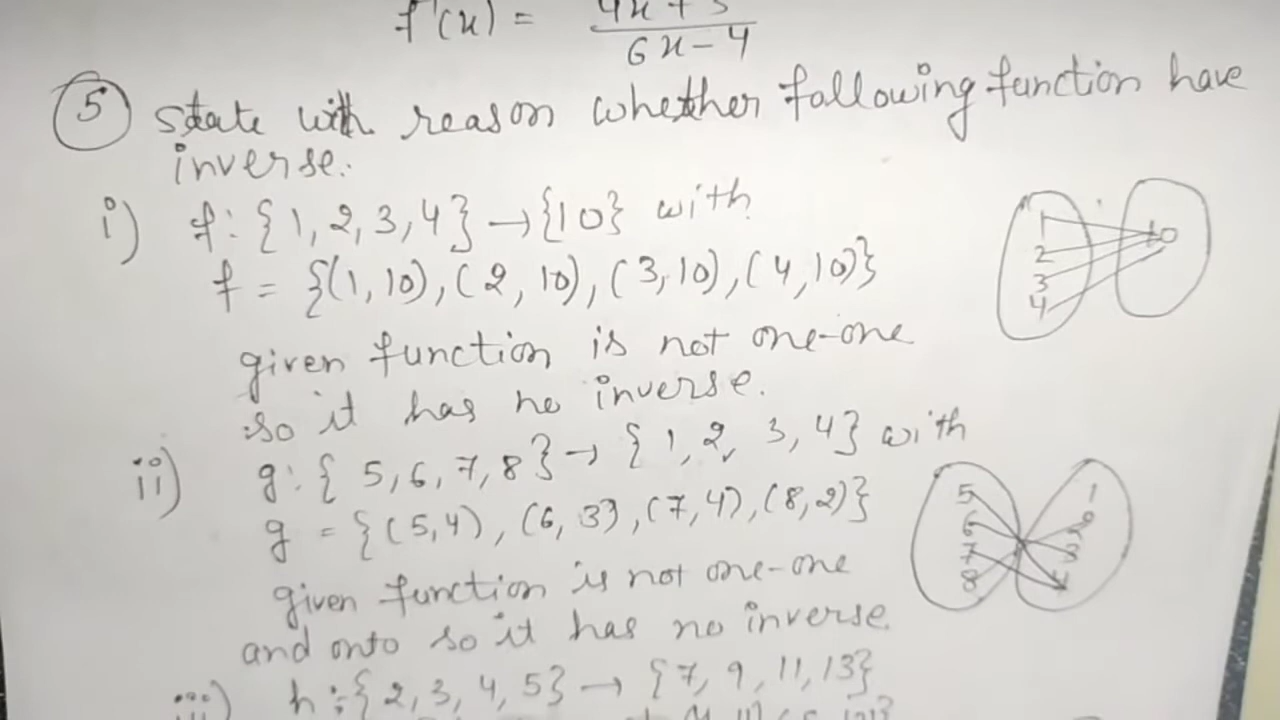 f'(x) = 4x + 3
6x - 4
5 state with reason whether following function have
inverse.
i) f: {1, 2, 3, 4} → {10} with
f = {(1, 10), (2, 10), (3, 10), (4, 10)}
1
2
3
4
10
given function is not one-one
so it has no inverse.
ii) g: {5, 6, 7, 8} → {1, 2, 3, 4} with
g = {(5, 4), (6, 3), (7, 4), (8, 2)}
5
6
7
8
1
given function is not one-one
and onto so it has no inverse.
iii) h: {2, 3, 4, 5} → {7, 9, 11, 13}